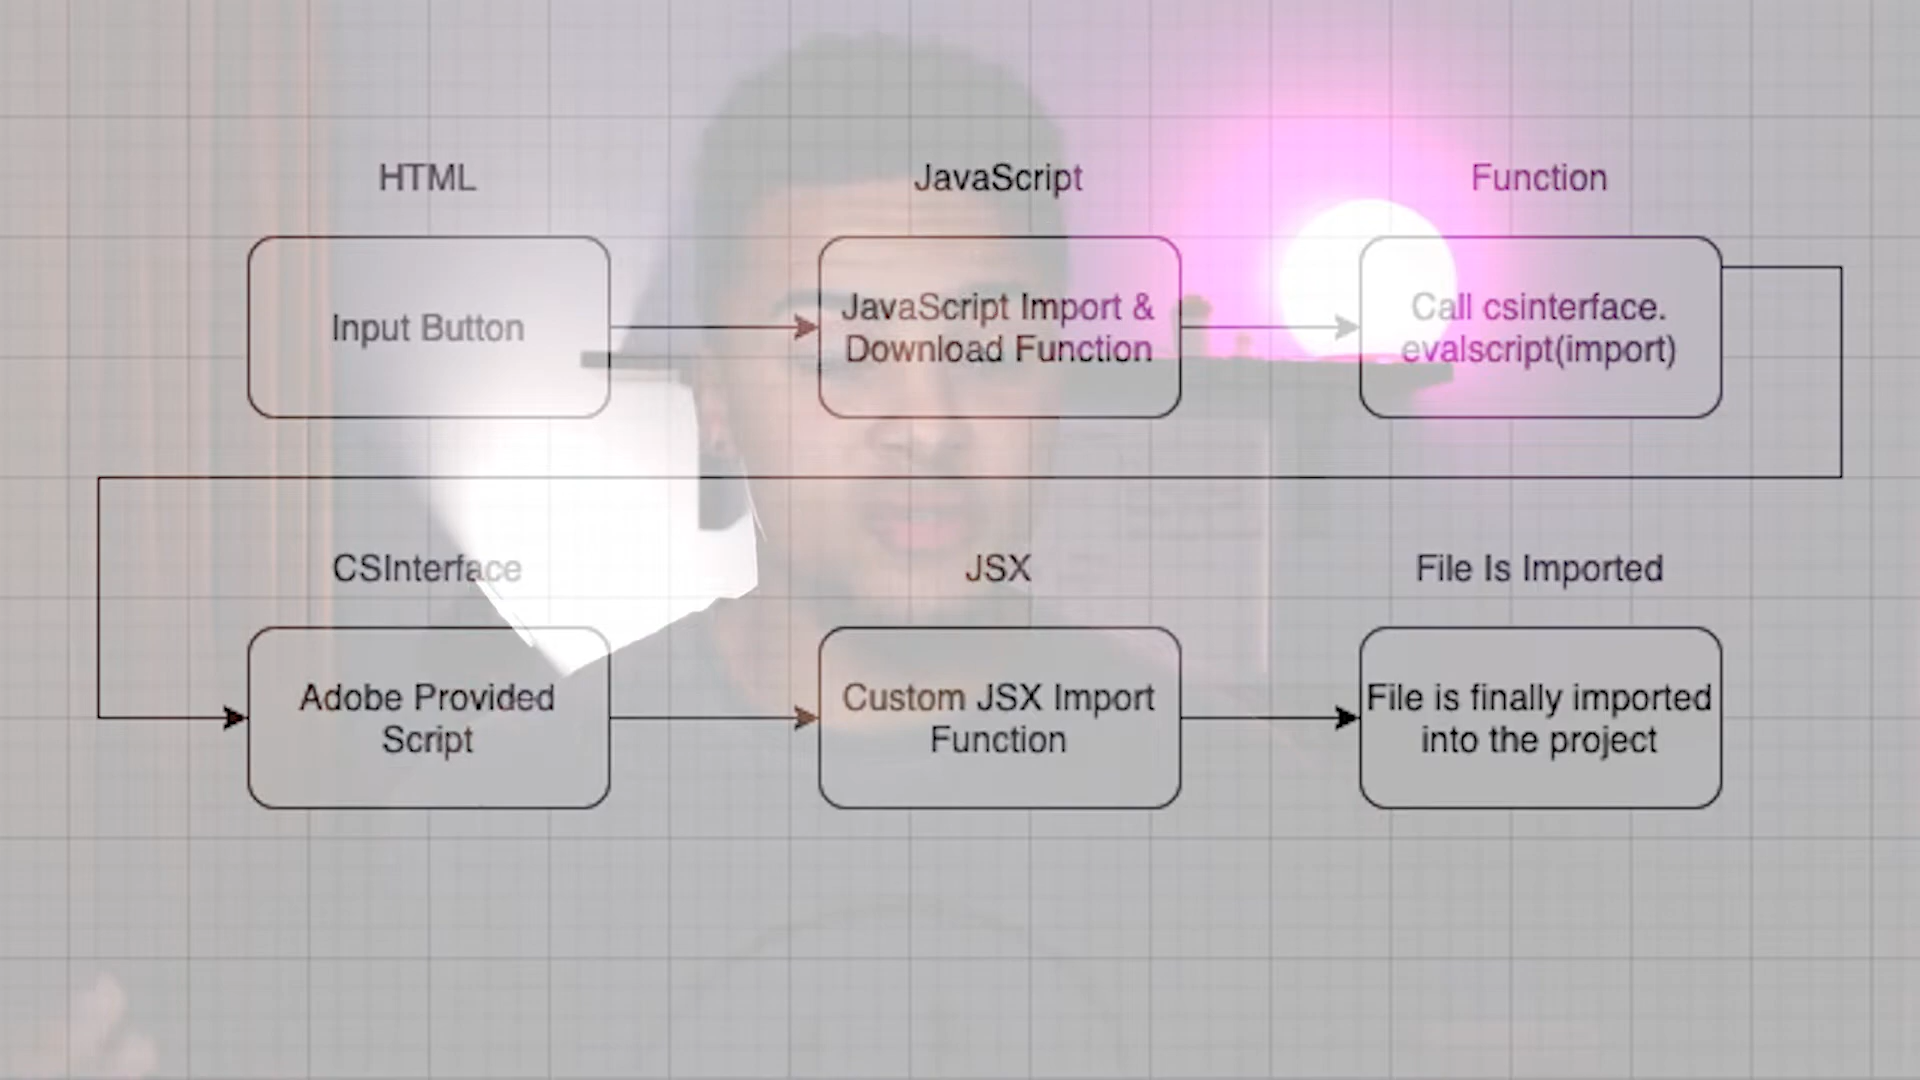 HTML
JavaScript
Function
Input Button
JavaScript Import &
Download Function
Call csinterface.
evalscript(import)
CSInterface
JSX
File Is Imported
Adobe Provided
Script
Custom JSX Import
Function
File is finally imported
into the project